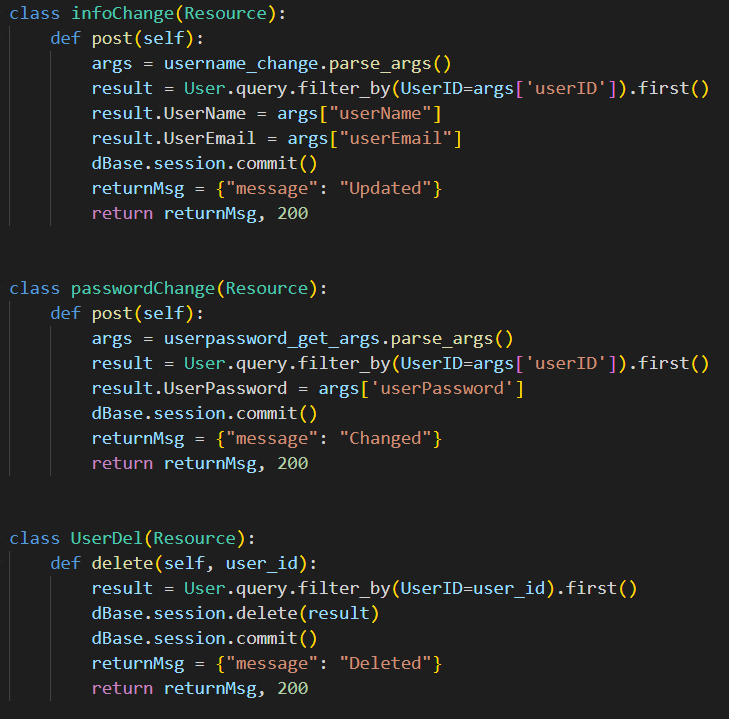 class infoChange(Resource):
    def post(self):
        args = username_change.parse_args()
        result = User.query.filter_by(UserID=args['userID']).first()
        result.UserName = args["userName"]
        result.UserEmail = args["userEmail"]
        dBase.session.commit()
        returnMsg = {"message": "Updated"}
        return returnMsg, 200
class passwordChange(Resource):
    def post(self):
        args = userpassword_get_args.parse_args()
        result = User.query.filter_by(UserID=args['userID']).first()
        result.UserPassword = args['userPassword']
        dBase.session.commit()
        returnMsg = {"message": "Changed"}
        return returnMsg, 200
class UserDel(Resource):
    def delete(self, user_id):
        result = User.query.filter_by(UserID=user_id).first()
        dBase.session.delete(result)
        dBase.session.commit()
        returnMsg = {"message": "Deleted"}
        return returnMsg, 200